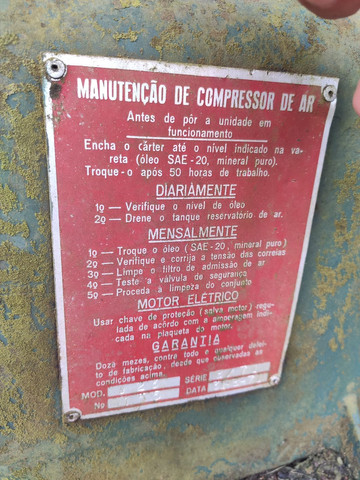 MANUTENÇÃO DE COMPRESSOR DE AR
Antes de pôr a unidade em
funcionamento
Encha o cárter até o nível indicado na va-
reta (óleo SAE-20, mineral puro).
Troque-o após 50 horas de trabalho.
DIARIAMENTE
1º - Verifique o nível de óleo
2º - Drene o tanque reservatório de ar.
MENSALMENTE
1º - Troque o óleo (SAE-20, mineral puro)
2º - Verifique e corrija a tensão das correias
3º - Limpe o filtro de admissão de ar
4º - Teste a válvula de segurança
5º - Proceda à limpeza do conjunto
MOTOR ELÉTRICO
Usar chave de proteção (salva motor) regu-
lada de acôrdo com a amperagem indi-
cada na plaqueta do motor.
GARANTIA
Doze mezes, contra todo e qualquer defei-
to de fabricação, desde que observadas as
condições acima.
MOD. SÉRIE
Nº DATA